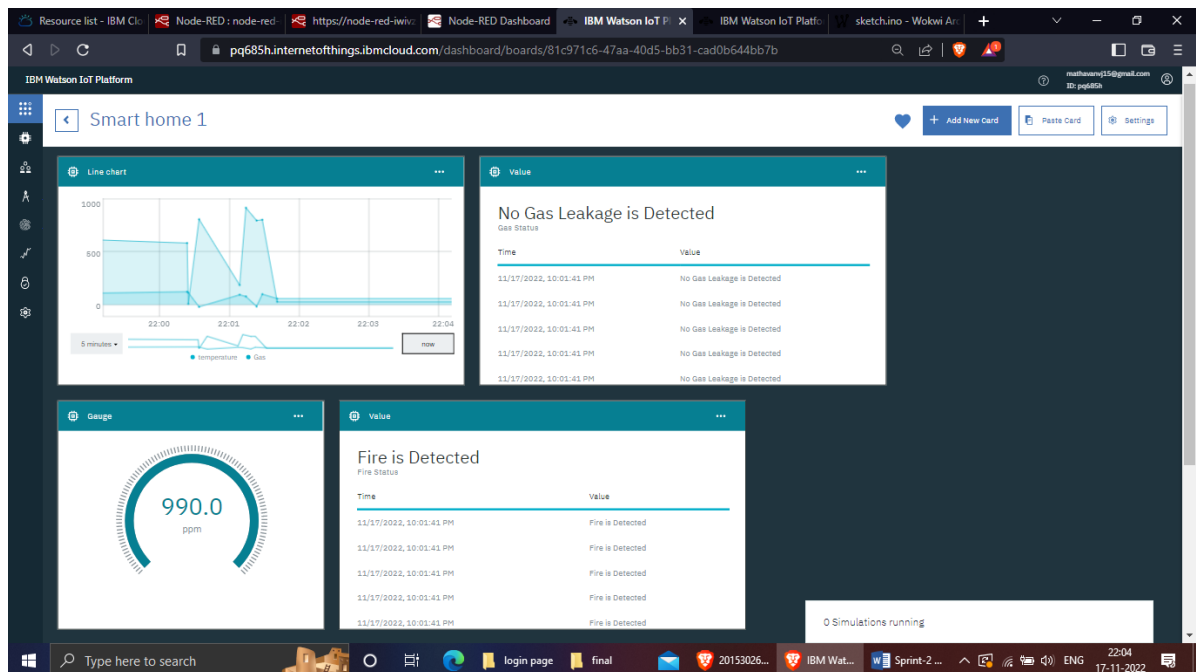 Resource list - IBM Clo
Node-RED : node-red-
https://node-red-iwiv
Node-RED Dashboard
IBM Watson IoT Pl
IBM Watson IoT Platfo
sketch.ino - Wokwi Ar
pq685h.internetofthings.ibmcloud.com/dashboard/boards/81c971c6-47aa-40d5-bb31-cad0b644bb7b
IBM Watson IoT Platform
mathavanvj15@gmail.com
ID: pq685h
Smart home 1
+ Add New Card
Paste Card
Settings
Line chart
1000
500
0
22:00 22:01 22:02 22:03 22:04
5 minutes
now
temperature Gas
Value
No Gas Leakage is Detected
Gas Status
Time Value
11/17/2022, 10:01:41 PM No Gas Leakage is Detected
11/17/2022, 10:01:41 PM No Gas Leakage is Detected
11/17/2022, 10:01:41 PM No Gas Leakage is Detected
11/17/2022, 10:01:41 PM No Gas Leakage is Detected
11/17/2022, 10:01:41 PM No Gas Leakage is Detected
Gauge
990.0
ppm
Value
Fire is Detected
Fire Status
Time Value
11/17/2022, 10:01:41 PM Fire is Detected
11/17/2022, 10:01:41 PM Fire is Detected
11/17/2022, 10:01:41 PM Fire is Detected
11/17/2022, 10:01:41 PM Fire is Detected
11/17/2022, 10:01:41 PM Fire is Detected
0 Simulations running
Type here to search
login page
final
20153026...
IBM Wat...
Sprint-2 ...
ENG
22:04
17-11-2022